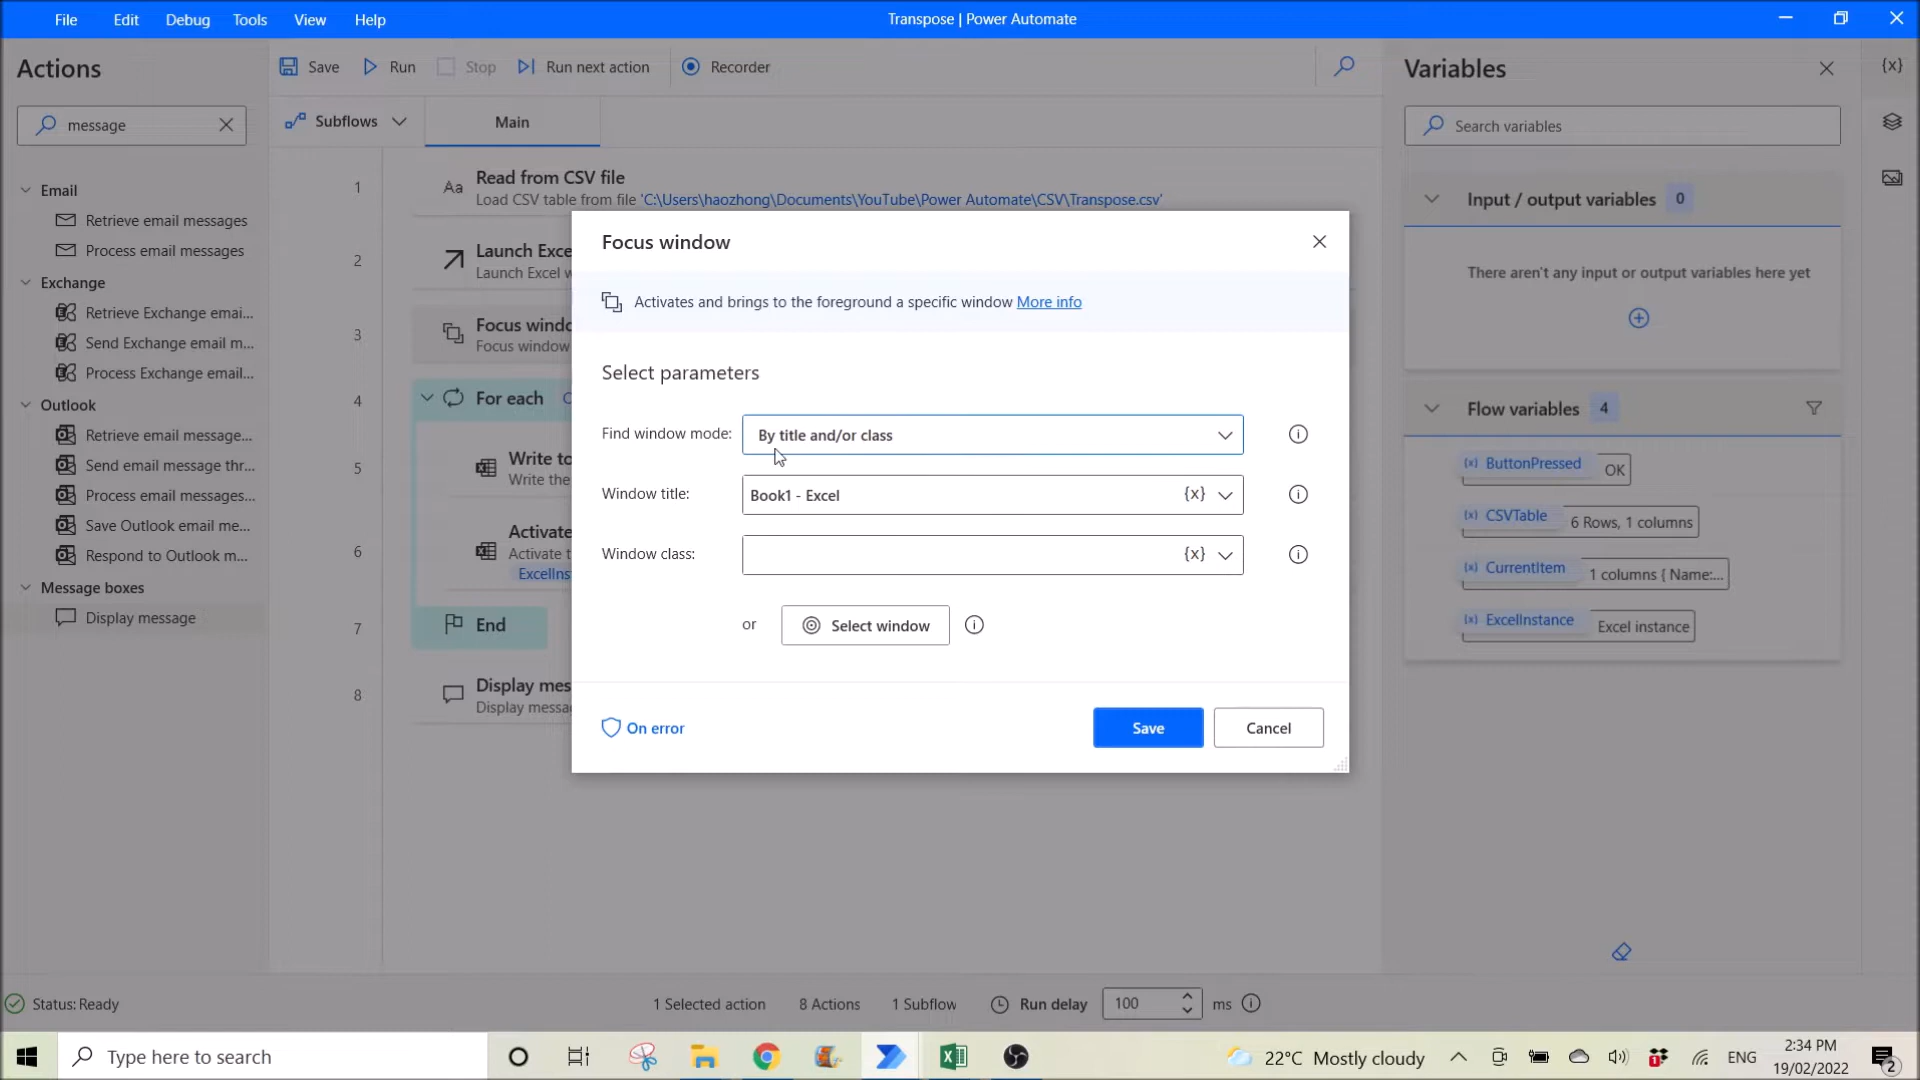 File Edit Debug Tools View Help
Transpose | Power Automate
Actions
message
Email
Retrieve email messages
Process email messages
Exchange
Retrieve Exchange emai...
Send Exchange email m...
Process Exchange email...
Outlook
Retrieve email message...
Send email message thr...
Process email messages...
Save Outlook email me...
Respond to Outlook m...
Message boxes
Display message
Save Run Stop Run next action Recorder
Subflows Main
1 Aa Read from CSV file
Load CSV table from file 'C:\Users\haozhong\Documents\YouTube\Power Automate\CSV\Transpose.csv'
2 Launch Exce
Launch Excel w
3 Focus windo
Focus window
4 For each
5 Write to
Write the
6 Activate
Activate t
ExcelIns
7 End
8 Display mes
Display messa
Focus window
Activates and brings to the foreground a specific window More info
Select parameters
Find window mode: By title and/or class
Window title: Book1 - Excel {x}
Window class: {x}
or Select window
On error Save Cancel
Variables {x}
Search variables
Input / output variables 0
There aren't any input or output variables here yet
Flow variables 4
{x} ButtonPressed OK
{x} CSVTable 6 Rows, 1 columns
{x} CurrentItem 1 columns { Name:...
{x} ExcelInstance Excel instance
Status: Ready 1 Selected action 8 Actions 1 Subflow Run delay 100 ms
Type here to search
22°C Mostly cloudy
1
ENG
2:34 PM
19/02/2022
2